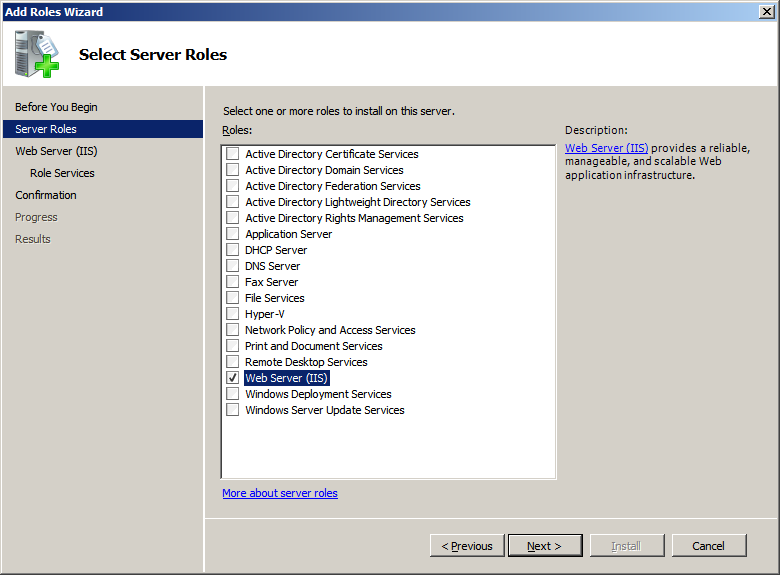 Add Roles Wizard
Select Server Roles
Before You Begin
Server Roles
Web Server (IIS)
Role Services
Confirmation
Progress
Results
Select one or more roles to install on this server.
Roles:
Active Directory Certificate Services
Active Directory Domain Services
Active Directory Federation Services
Active Directory Lightweight Directory Services
Active Directory Rights Management Services
Application Server
DHCP Server
DNS Server
Fax Server
File Services
Hyper-V
Network Policy and Access Services
Print and Document Services
Remote Desktop Services
Web Server (IIS)
Windows Deployment Services
Windows Server Update Services
More about server roles
Description:
Web Server (IIS) provides a reliable,
manageable, and scalable Web
application infrastructure.
< Previous
Next >
Install
Cancel